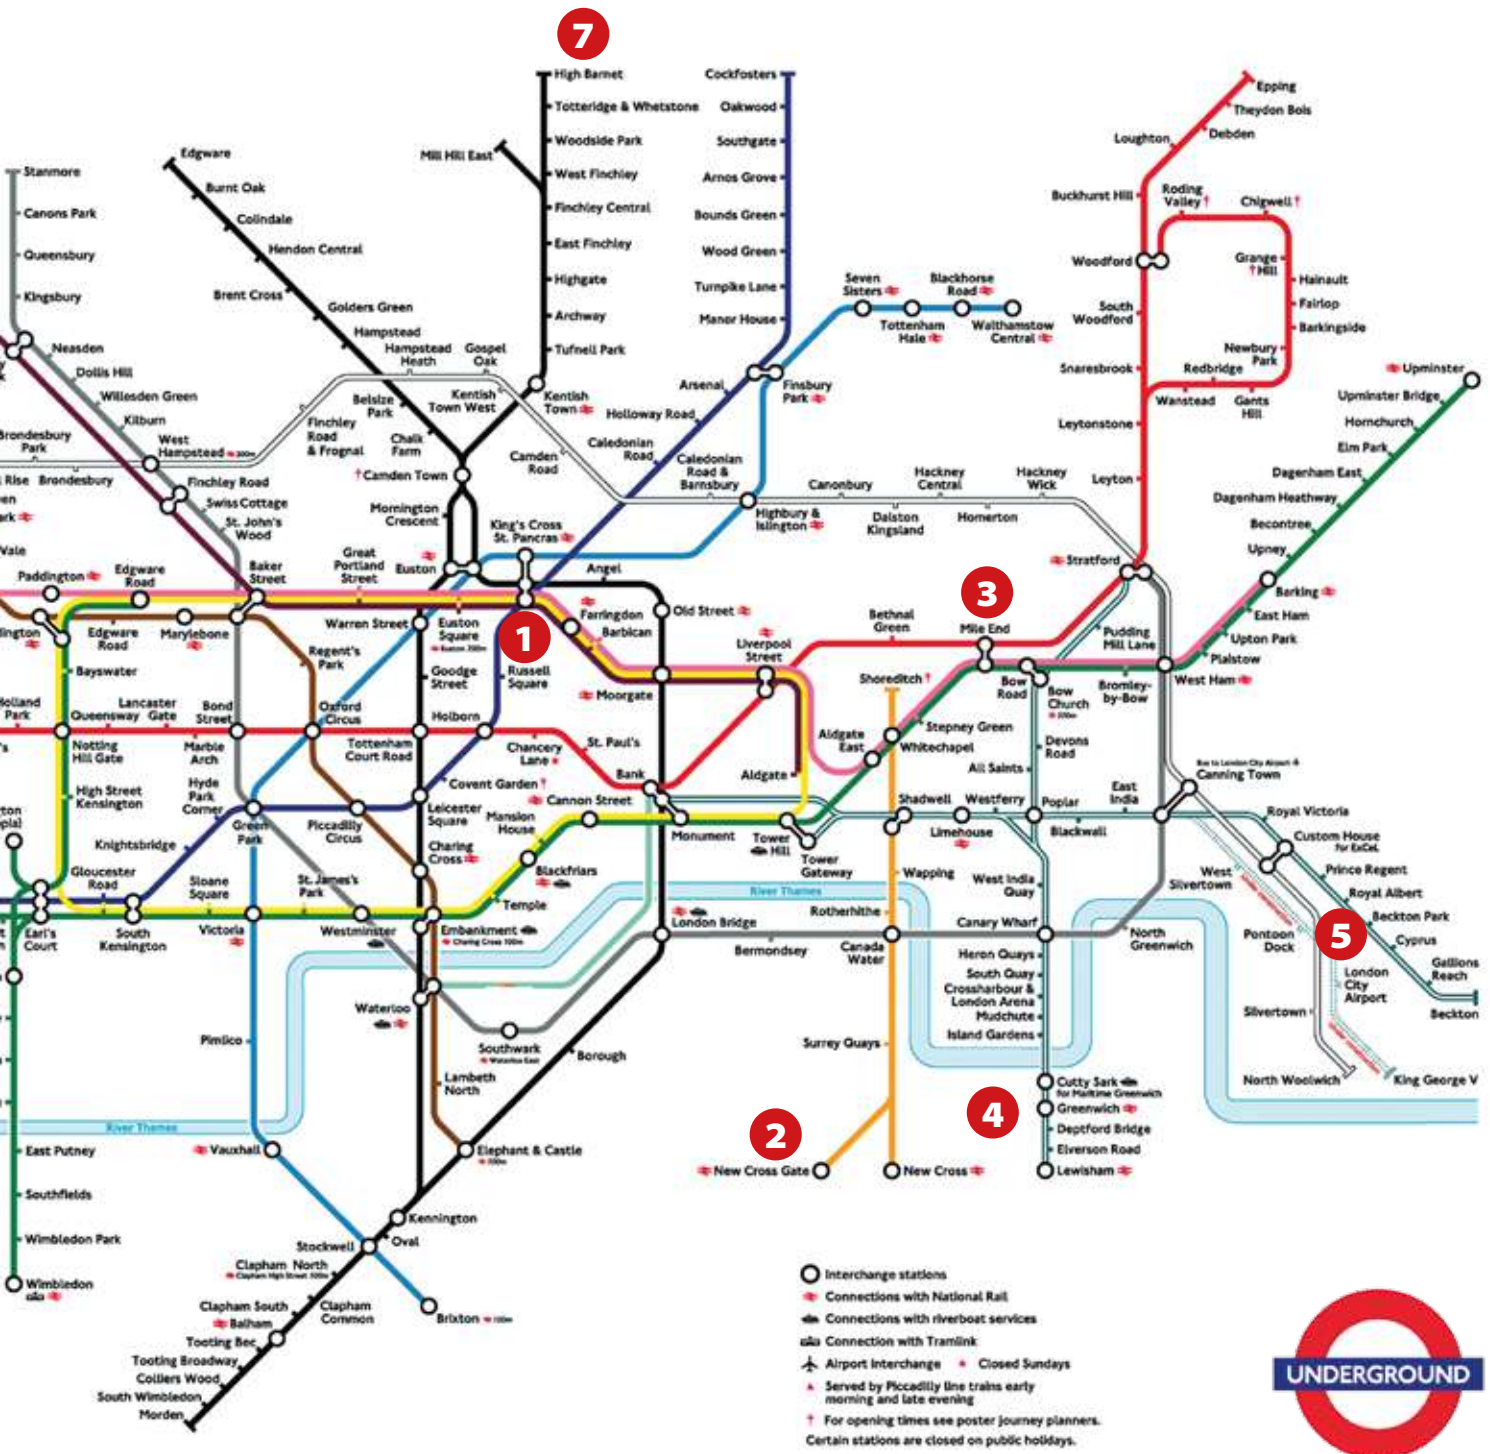 7
High Barnet
Totteridge & Whetstone
Woodside Park
West Finchley
Finchley Central
East Finchley
Highgate
Archway
Tufnell Park
Kentish
Town
Mill Hill East
Cockfosters
Oakwood
Southgate
Arnos Grove
Bounds Green
Wood Green
Turnpike Lane
Manor House
Finsbury
Park
Arsenal
Holloway Road
Caledonian
Road
Epping
Theydon Bois
Debden
Loughton
Buckhurst Hill
Roding
Valley †
Chigwell †
Woodford
Grange
† Hill
Hainault
Fairlop
Barkingside
Newbury
Park
South
Woodford
Snaresbrook
Redbridge
Wanstead
Gants
Hill
Leytonstone
Leyton
Stratford
Upminster
Upminster Bridge
Hornchurch
Elm Park
Dagenham East
Dagenham Heathway
Becontree
Upney
Barking
East Ham
Upton Park
Plaistow
West Ham
Stanmore
Canons Park
Queensbury
Kingsbury
Neasden
Dollis Hill
Willesden Green
Kilburn
West
Hampstead
Finchley Road
Swiss Cottage
St. John's
Wood
Edgware
Burnt Oak
Colindale
Hendon Central
Brent Cross
Golders Green
Hampstead
Hampstead
Heath
Gospel
Oak
Belsize
Park
Kentish
Town West
Chalk
Farm
† Camden Town
Mornington
Crescent
Finchley
Road
& Frognal
Camden
Road
Caledonian
Road &
Barnsbury
Highbury &
Islington
Canonbury
Dalston
Kingsland
Hackney
Central
Homerton
Hackney
Wick
Seven
Sisters
Tottenham
Hale
Blackhorse
Road
Walthamstow
Central
Brondesbury
Park
Rise
Brondesbury
Vale
Paddington
Edgware
Road
Baker
Street
Great
Portland
Street
Euston
King's Cross
St. Pancras
Angel
Old Street
Edgware
Road
Marylebone
Regent's
Park
Warren Street
Euston
Square
1
Farringdon
Barbican
Moorgate
Liverpool
Street
Bethnal
Green
3
Mile End
Pudding
Mill Lane
Bow
Road
Bow
Church
Bromley-
by-Bow
Bayswater
Goodge
Street
Russell
Square
Shoreditch †
Stepney Green
Whitechapel
Aldgate
East
Aldgate
Devons
Road
All Saints
Holland
Park
Queensway
Lancaster
Gate
Bond
Street
Oxford
Circus
Holborn
Notting
Hill Gate
Marble
Arch
Tottenham
Court Road
Chancery
Lane
St. Paul's
Bank
High Street
Kensington
Hyde
Park
Corner
Covent Garden †
Leicester
Square
Cannon Street
Mansion
House
Monument
Tower
Hill
Tower
Gateway
Shadwell
Westferry
Limehouse
Poplar
Blackwall
East
India
Bus to London City Airport
Canning Town
Royal Victoria
Custom House
for ExCeL
Prince Regent
Royal Albert
Beckton Park
Cyprus
Gallions
Reach
Beckton
5
West
Silvertown
Pontoon
Dock
London
City
Airport
Silvertown
North Woolwich
King George V
Knightsbridge
Green
Park
Piccadilly
Circus
Charing
Cross
Blackfriars
Temple
Gloucester
Road
Sloane
Square
St. James's
Park
Earl's
Court
South
Kensington
Victoria
Westminster
Embankment
Charing Cross 100m
Waterloo
Southwark
Waterloo East
London Bridge
Bermondsey
Wapping
Rotherhithe
Canada
Water
Canary Wharf
West India
Quay
North
Greenwich
Heron Quays
South Quay
Crossharbour &
London Arena
Mudchute
Island Gardens
Surrey Quays
River Thames
Cutty Sark
for Maritime Greenwich
4
Greenwich
Deptford Bridge
Elverson Road
Lewisham
2
New Cross Gate
New Cross
Pimlico
Lambeth
North
Borough
River Thames
East Putney
Southfields
Wimbledon Park
Wimbledon
Vauxhall
Elephant & Castle
Kennington
Oval
Stockwell
Brixton
Clapham North
Clapham High Street 100m
Clapham
Common
Clapham South
Balham
Tooting Bec
Tooting Broadway
Colliers Wood
South Wimbledon
Morden
Interchange stations
Connections with National Rail
Connections with riverboat services
Connection with Tramlink
Airport Interchange
Closed Sundays
Served by Piccadilly line trains early
morning and late evening
† For opening times see poster journey planners.
Certain stations are closed on public holidays.
UNDERGROUND